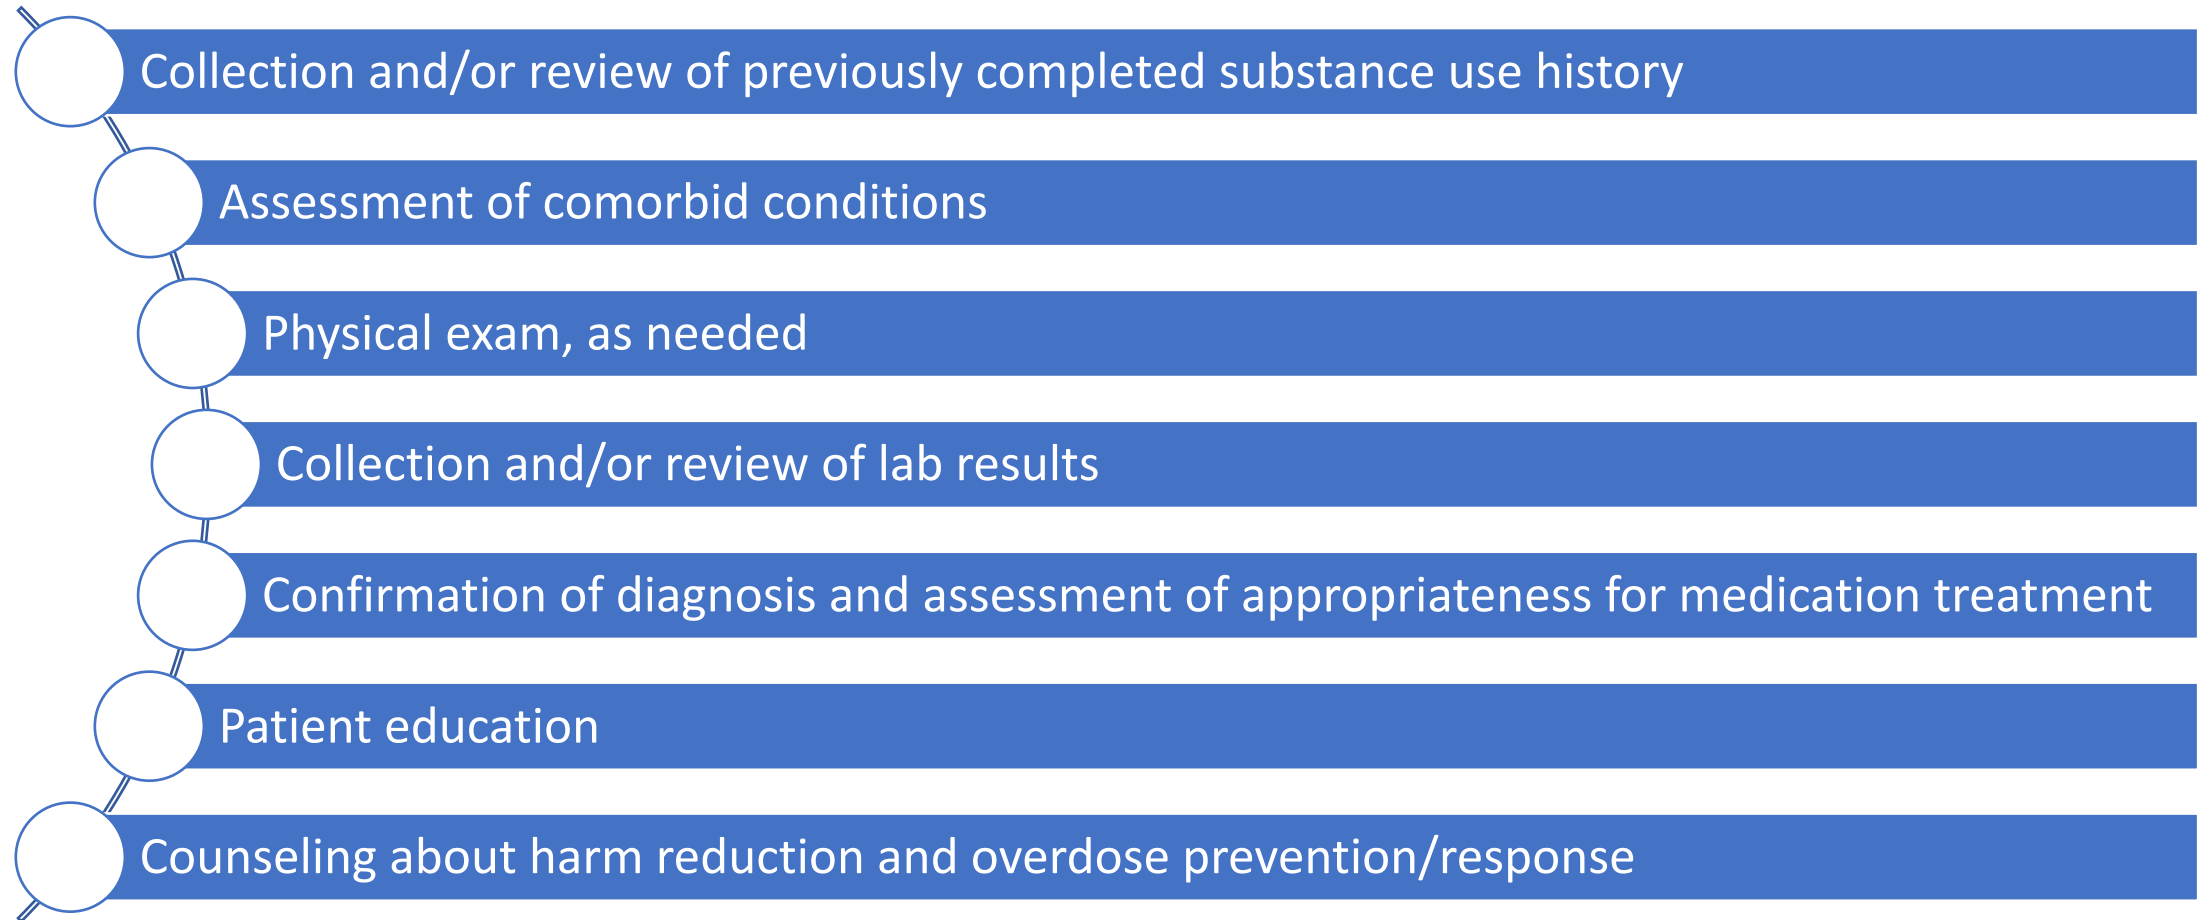 Collection and/or review of previously completed substance use history
Assessment of comorbid conditions
Physical exam, as needed
Collection and/or review of lab results
Confirmation of diagnosis and assessment of appropriateness for medication treatment
Patient education
Counseling about harm reduction and overdose prevention/response